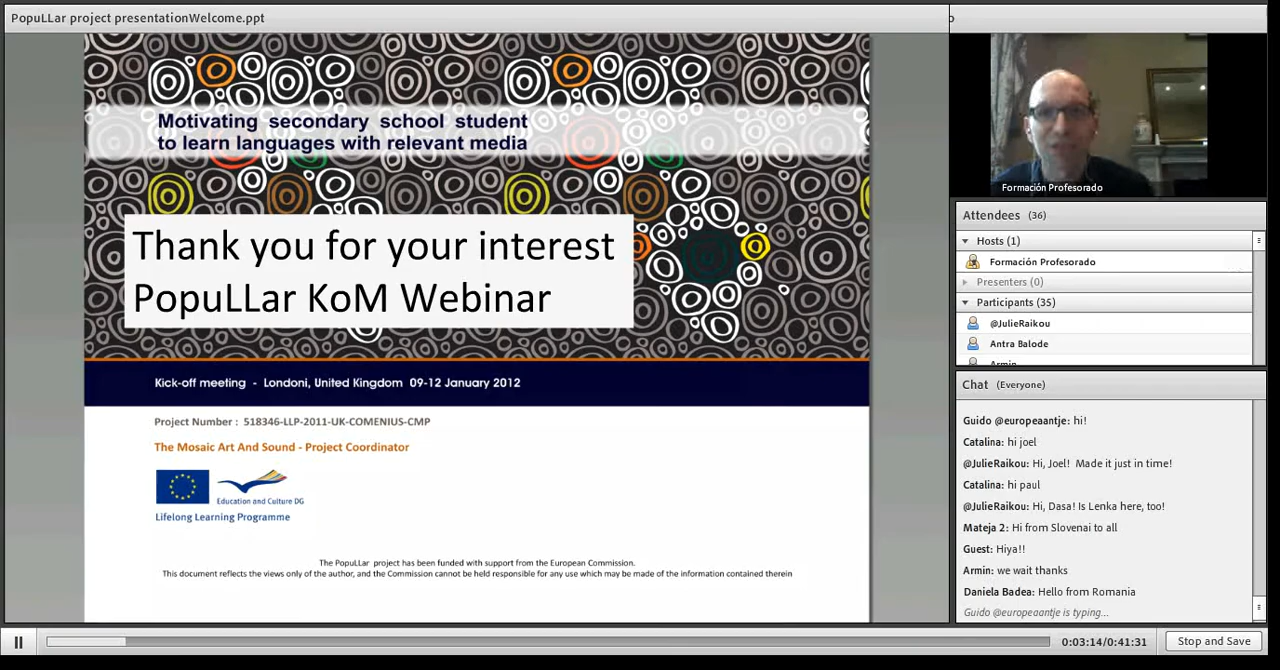 PopuLLar project presentationWelcome.ppt
Motivating secondary school student
to learn languages with relevant media
Thank you for your interest
PopuLLar KoM Webinar
Kick-off meeting - Londoni, United Kingdom 09-12 January 2012
Project Number : 518346-LLP-2011-UK-COMENIUS-CMP
The Mosaic Art And Sound - Project Coordinator
Education and Culture DG
Lifelong Learning Programme
The PopuLLar project has been funded with support from the European Commission.
This document reflects the views only of the author, and the Commission cannot be held responsible for any use which may be made of the information contained therein
Formación Profesorado
Attendees (36)
Hosts (1)
Formación Profesorado
Presenters (0)
Participants (35)
@JulieRaikou
Antra Balode
Armin
Chat (Everyone)
Guido @europeaantje: hi!
Catalina: hi joel
@JulieRaikou: Hi, Joel! Made it just in time!
Catalina: hi paul
@JulieRaikou: Hi, Dasa! Is Lenka here, too!
Mateja 2: Hi from Slovenai to all
Guest: Hiya!!
Armin: we wait thanks
Daniela Badea: Hello from Romania
Guido @europeaantje is typing...
0:03:14/0:41:31
Stop and Save